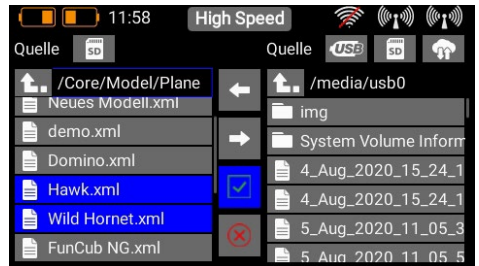 11:58 High Speed
Quelle SD
Quelle USB SD
/Core/Model/Plane
/media/usb0
Neues Modell.xml
demo.xml
Domino.xml
Hawk.xml
Wild Hornet.xml
FunCub NG.xml
img
System Volume Inform
4_Aug_2020_15_24_1
4_Aug_2020_15_24_1
5_Aug_2020_11_05_3
5_Aug_2020_11_05_5